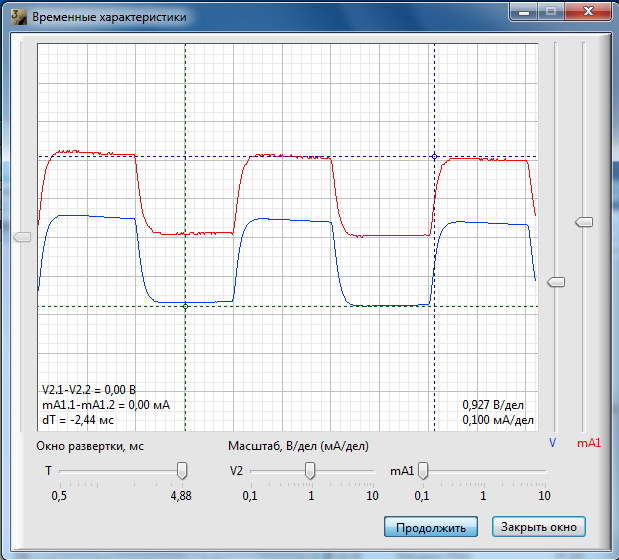 Временные характеристики
V2.1-V2.2 = 0,00 В
mA1.1-mA1.2 = 0,00 мА
dT = -2,44 мс
0,927 В/дел
0,100 мА/дел
V
mA1
Окно развертки, мс
Масштаб, В/дел (мА/дел)
T
V2
mA1
0,5
4,88
0,1
1
10
0,1
1
10
Продолжить
Закрыть окно